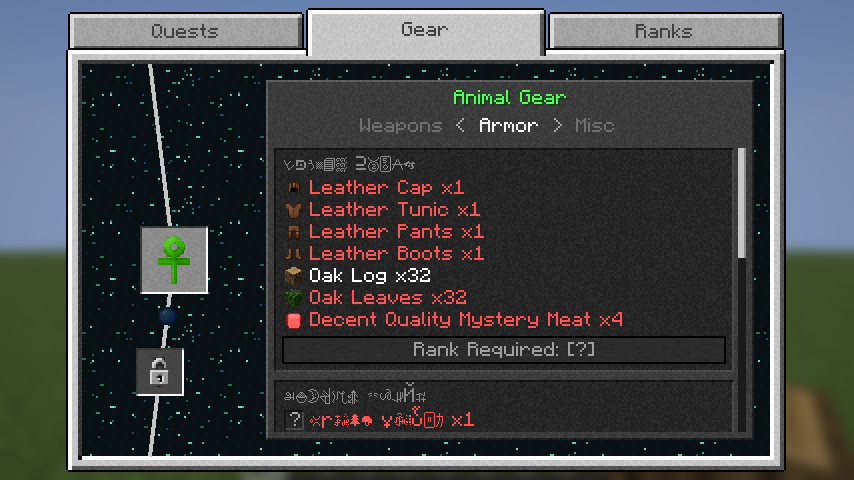 Quests Gear Ranks
Animal Gear
Weapons < Armor > Misc
Leather Cap x1
Leather Tunic x1
Leather Pants x1
Leather Boots x1
Oak Log x32
Oak Leaves x32
Decent Quality Mystery Meat x4
Rank Required: [?]
? x1